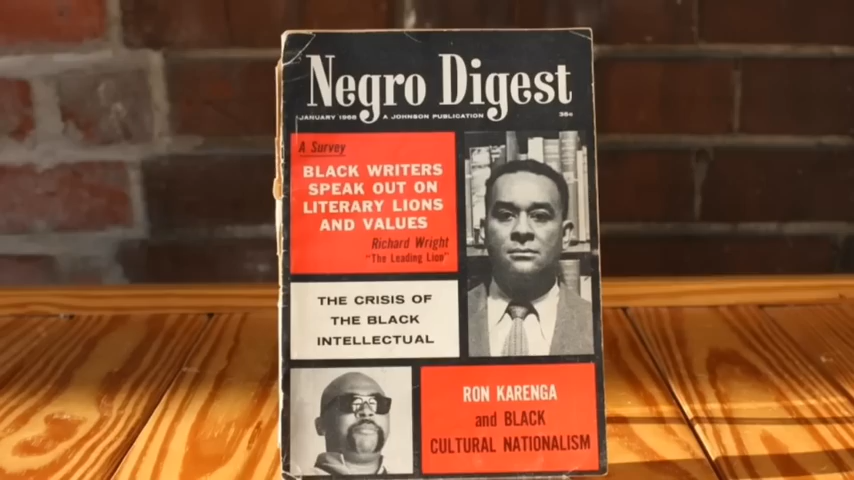 Negro Digest
JANUARY 1968 A JOHNSON PUBLICATION 35c
A Survey
BLACK WRITERS
SPEAK OUT ON
LITERARY LIONS
AND VALUES
Richard Wright
"The Leading Lion"
THE CRISIS OF
THE BLACK
INTELLECTUAL
RON KARENGA
and BLACK
CULTURAL NATIONALISM